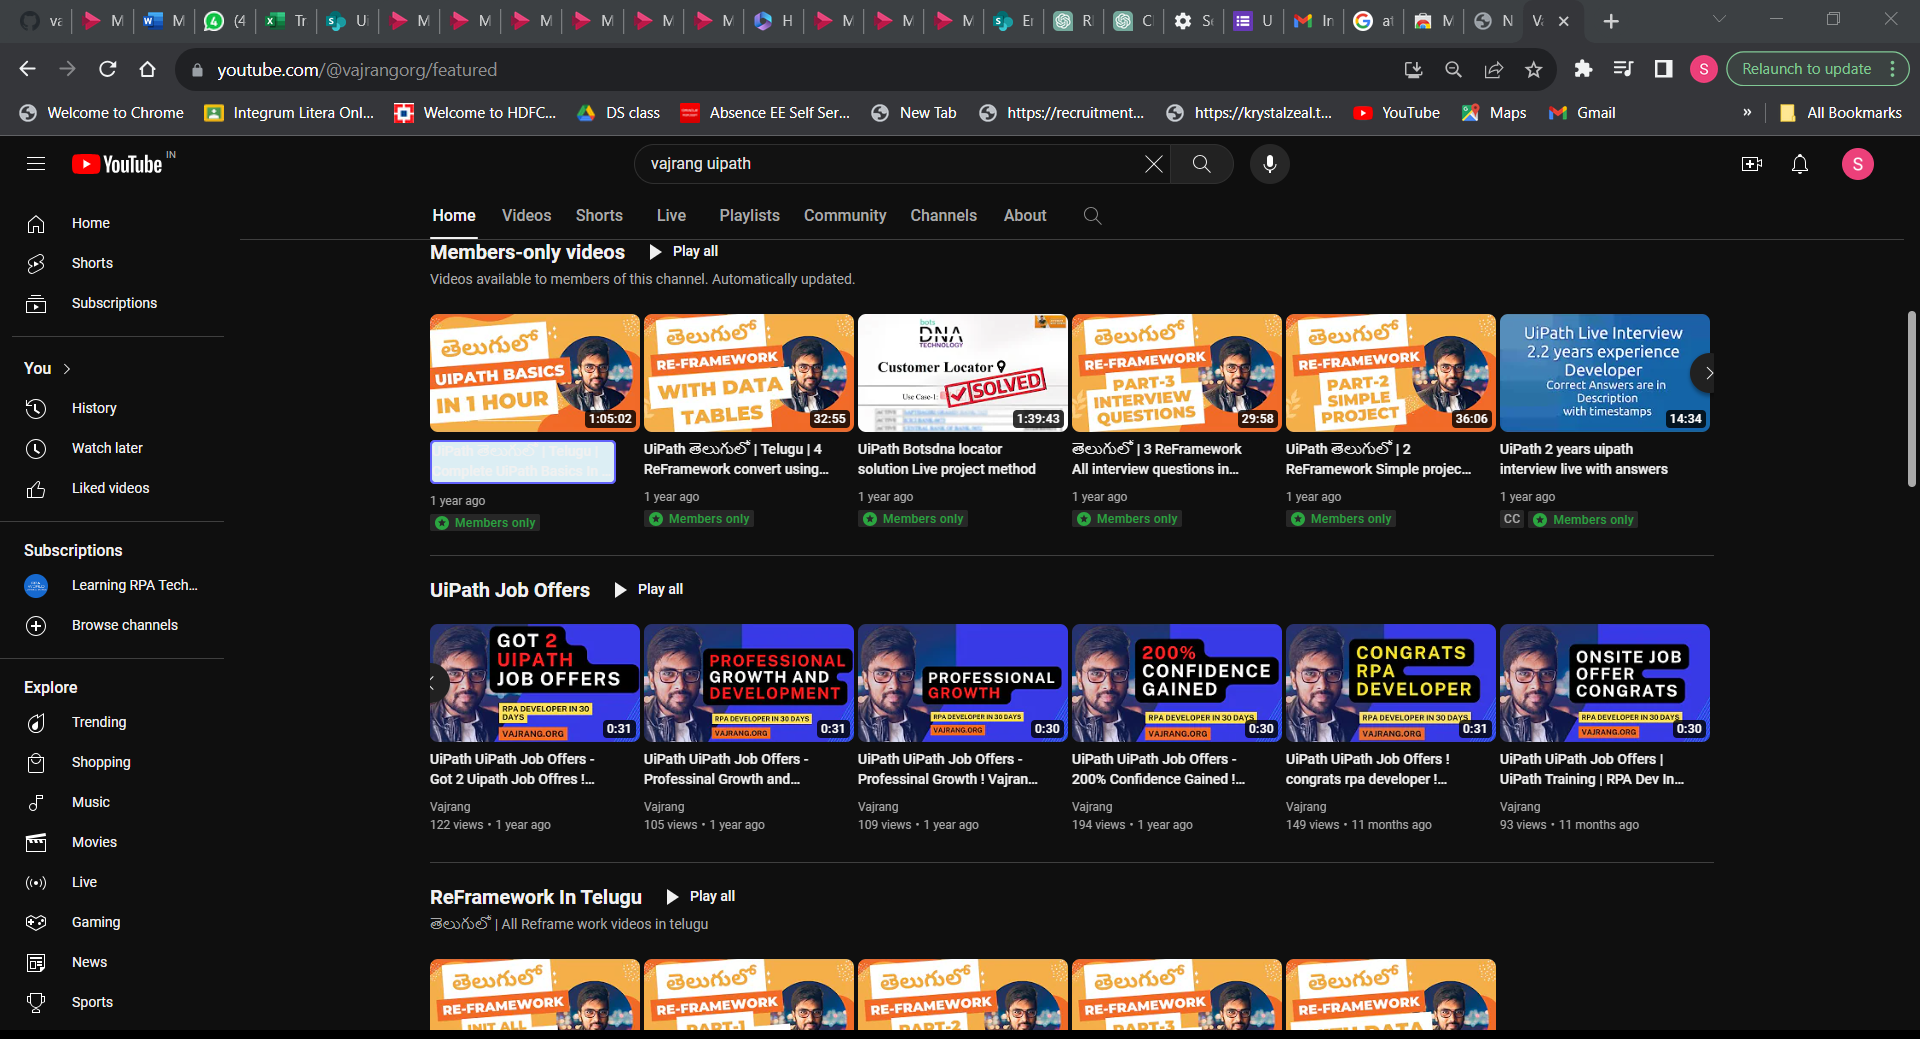 va M M (4 Tr Ui M M M M M M H M M M Er RI Cl Se U In at M N Va
youtube.com/@vajrangorg/featured
S
Relaunch to update
Welcome to Chrome
Integrum Litera Onl...
Welcome to HDFC...
DS class
Absence EE Self Ser...
New Tab
https://recruitment...
https://krystalzeal.t...
YouTube
Maps
Gmail
»
All Bookmarks
YouTube IN
vajrang uipath
S
Home Videos Shorts Live Playlists Community Channels About
Home
Shorts
Subscriptions
You
History
Watch later
Liked videos
Subscriptions
Learning RPA Tech...
Browse channels
Explore
Trending
Shopping
Music
Movies
Live
Gaming
News
Sports
Members-only videos Play all
Videos available to members of this channel. Automatically updated.
తెలుగులో
UIPATH BASICS
IN 1 HOUR
1:05:02
UiPath తెలుగులో | Telugu |
Complete UiPath Basics In
1 year ago
Members only
తెలుగులో
RE-FRAMEWORK
WITH DATA
TABLES
32:55
UiPath తెలుగులో | Telugu | 4
ReFramework convert using...
1 year ago
Members only
bots
DNA
TECHNOLOGY
Customer Locator
Use Case-1:
SOLVED
1:39:43
UiPath Botsdna locator
solution Live project method
1 year ago
Members only
తెలుగులో
RE-FRAMEWORK
PART-3
INTERVIEW
QUESTIONS
29:58
తెలుగులో | 3 ReFramework
All interview questions in...
1 year ago
Members only
తెలుగులో
RE-FRAMEWORK
PART-2
SIMPLE
PROJECT
36:06
UiPath తెలుగులో | 2
ReFramework Simple projec...
1 year ago
Members only
UiPath Live Interview
2.2 years experience
Developer
Correct Answers are in
Description
with timestamps
14:34
UiPath 2 years uipath
interview live with answers
1 year ago
CC Members only
UiPath Job Offers Play all
GOT 2
UIPATH
JOB OFFERS
RPA DEVELOPER IN 30
DAYS
VAJRANG.ORG
0:31
UiPath UiPath Job Offers -
Got 2 Uipath Job Offres !...
Vajrang
122 views • 1 year ago
PROFESSIONAL
GROWTH AND
DEVELOPMENT
RPA DEVELOPER IN 30 DAYS
VAJRANG.ORG
0:31
UiPath UiPath Job Offers -
Professinal Growth and...
Vajrang
105 views • 1 year ago
PROFESSIONAL
GROWTH
RPA DEVELOPER IN 30 DAYS
VAJRANG.ORG
0:30
UiPath UiPath Job Offers -
Professinal Growth ! Vajran...
Vajrang
109 views • 1 year ago
200%
CONFIDENCE
GAINED
RPA DEVELOPER IN 30 DAYS
VAJRANG.ORG
0:30
UiPath UiPath Job Offers -
200% Confidence Gained !...
Vajrang
194 views • 1 year ago
CONGRATS
RPA
DEVELOPER
RPA DEVELOPER IN 30 DAYS
VAJRANG.ORG
0:31
UiPath UiPath Job Offers !
congrats rpa developer !...
Vajrang
149 views • 11 months ago
ONSITE JOB
OFFER
CONGRATS
RPA DEVELOPER IN 30 DAYS
VAJRANG.ORG
0:30
UiPath UiPath Job Offers |
UiPath Training | RPA Dev In...
Vajrang
93 views • 11 months ago
ReFramework In Telugu Play all
తెలుగులో | All Reframe work videos in telugu
తెలుగులో
RE-FRAMEWORK
INIT ALL
తెలుగులో
RE-FRAMEWORK
PART-1
తెలుగులో
RE-FRAMEWORK
PART-2
తెలుగులో
RE-FRAMEWORK
PART-3
తెలుగులో
RE-FRAMEWORK
WITH DATA